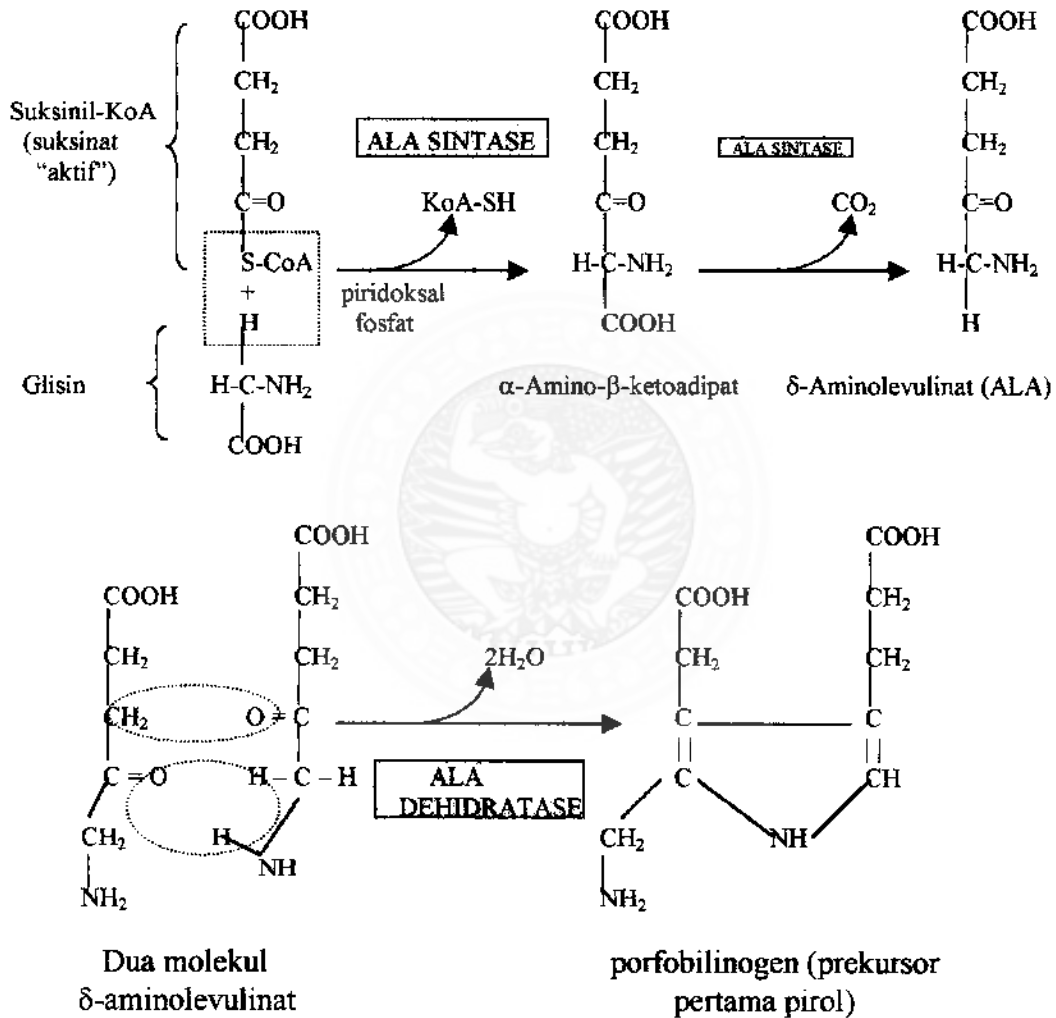 COOH
CH₂
CH₂
C=O
S-CoA
+
H
H-C-NH₂
COOH
Suksinil-KoA
(suksinat
“aktif”)
Glisin
ALA SINTASE
KoA-SH
piridoksal
fosfat
COOH
CH₂
CH₂
C=O
H-C-NH₂
COOH
α-Amino-β-ketoadipat
ALA SINTASE
CO₂
COOH
CH₂
CH₂
C=O
H-C-NH₂
H
δ-Aminolevulinat (ALA)
COOH
CH₂
CH₂
C=O
CH₂
NH₂
COOH
CH₂
CH₂
O=C
H-C-H
H
NH
Dua molekul
δ-aminolevulinat
2H₂O
ALA
DEHIDRATASE
COOH
CH₂
C
C
CH₂
NH₂
COOH
CH₂
CH₂
C
CH
NH
porfobilinogen (prekursor
pertama pirol)